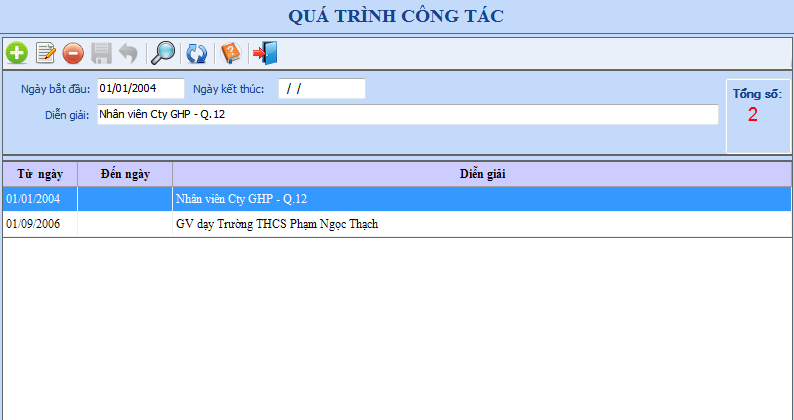 QUÁ TRÌNH CÔNG TÁC
Ngày bắt đầu: 01/01/2004 Ngày kết thúc: / / Tổng số:
Diễn giải: Nhân viên Cty GHP - Q.12 2
Từ ngày Đến ngày Diễn giải
01/01/2004 Nhân viên Cty GHP - Q.12
01/09/2006 GV dạy Trường THCS Phạm Ngọc Thạch